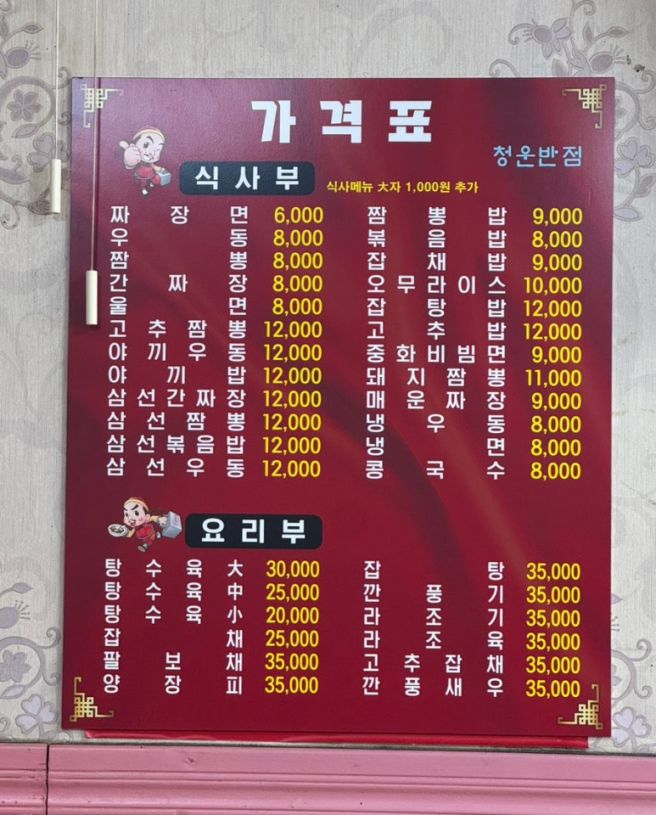 가격표
청운반점
식사부 식사메뉴 大자 1,000원 추가
짜장면 6,000
우동 8,000
짬뽕 8,000
간짜장 8,000
울면 8,000
고추짬뽕 12,000
야끼우동 12,000
야끼밥 12,000
삼선간짜장 12,000
삼선짬뽕 12,000
삼선볶음밥 12,000
삼선우동 12,000
짬뽕밥 9,000
볶음밥 8,000
잡채밥 9,000
오무라이스 10,000
잡탕밥 12,000
고추밥 12,000
중화비빔면 9,000
돼지짬뽕 11,000
매운짜장 9,000
냉우동 8,000
냉면 8,000
콩국수 8,000
요리부
탕수육 大 30,000
탕수육 中 25,000
탕수육 小 20,000
잡채 25,000
팔보채 35,000
양장피 35,000
잡탕 35,000
깐풍기 35,000
라조기 35,000
라조육 35,000
고추잡채 35,000
깐풍새우 35,000